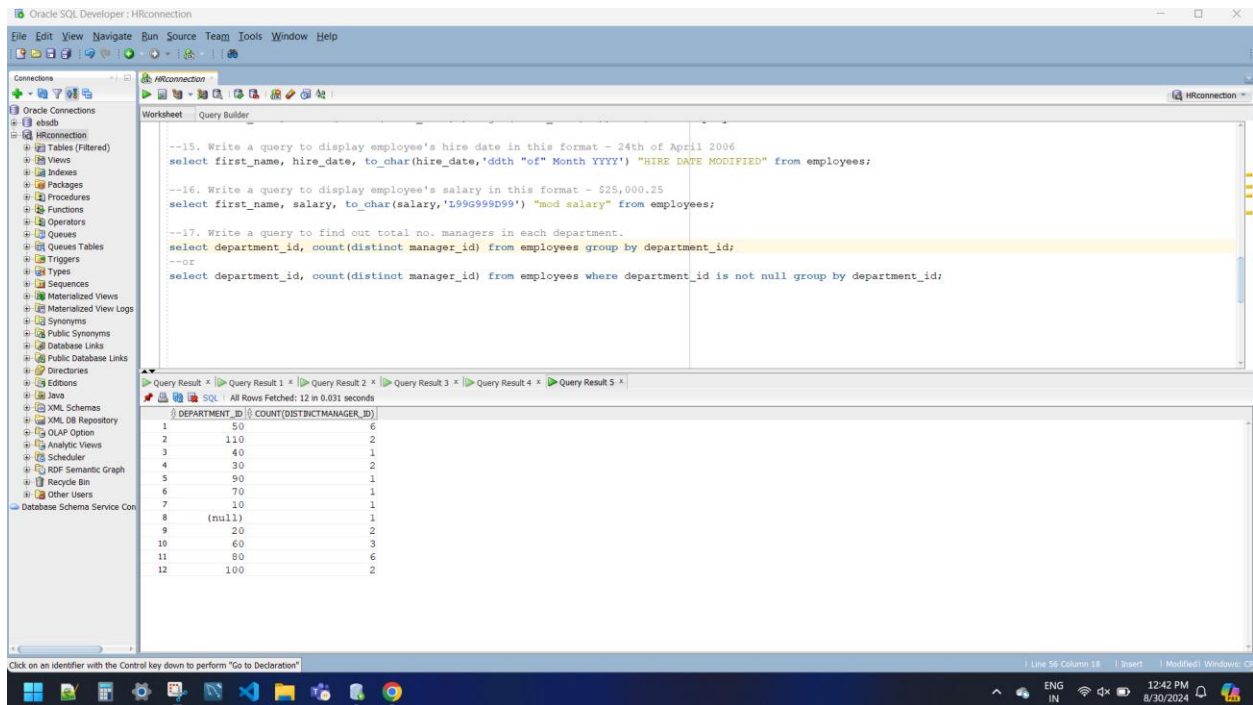 Oracle SQL Developer : HRconnection
File Edit View Navigate Run Source Team Tools Window Help
Connections
HRconnection
HRconnection
Worksheet Query Builder
Oracle Connections
ebsdb
HRconnection
Tables (Filtered)
Views
Indexes
Packages
Procedures
Functions
Operators
Queues
Queues Tables
Triggers
Types
Sequences
Materialized Views
Materialized View Logs
Synonyms
Public Synonyms
Database Links
Public Database Links
Directories
Editions
Java
XML Schemas
XML DB Repository
OLAP Option
Analytic Views
Scheduler
RDF Semantic Graph
Recycle Bin
Other Users
Database Schema Service Con
--15. Write a query to display employee's hire date in this format - 24th of April 2006
select first_name, hire_date, to_char(hire_date,'ddth "of" Month YYYY') "HIRE DATE MODIFIED" from employees;
--16. Write a query to display employee's salary in this format - $25,000.25
select first_name, salary, to_char(salary,'L99G999D99') "mod salary" from employees;
--17. Write a query to find out total no. managers in each department.
select department_id, count(distinct manager_id) from employees group by department_id;
--or
select department_id, count(distinct manager_id) from employees where department_id is not null group by department_id;
Query Result Query Result 1 Query Result 2 Query Result 3 Query Result 4 Query Result 5
SQL All Rows Fetched: 12 in 0.031 seconds
DEPARTMENT_ID COUNT(DISTINCTMANAGER_ID)
1 50 6
2 110 2
3 40 1
4 30 2
5 90 1
6 70 1
7 10 1
8 (null) 1
9 20 2
10 60 3
11 80 6
12 100 2
Click on an identifier with the Control key down to perform "Go to Declaration"
Line 56 Column 18 Insert Modified Windows: CR
ENG
IN
12:42 PM
8/30/2024